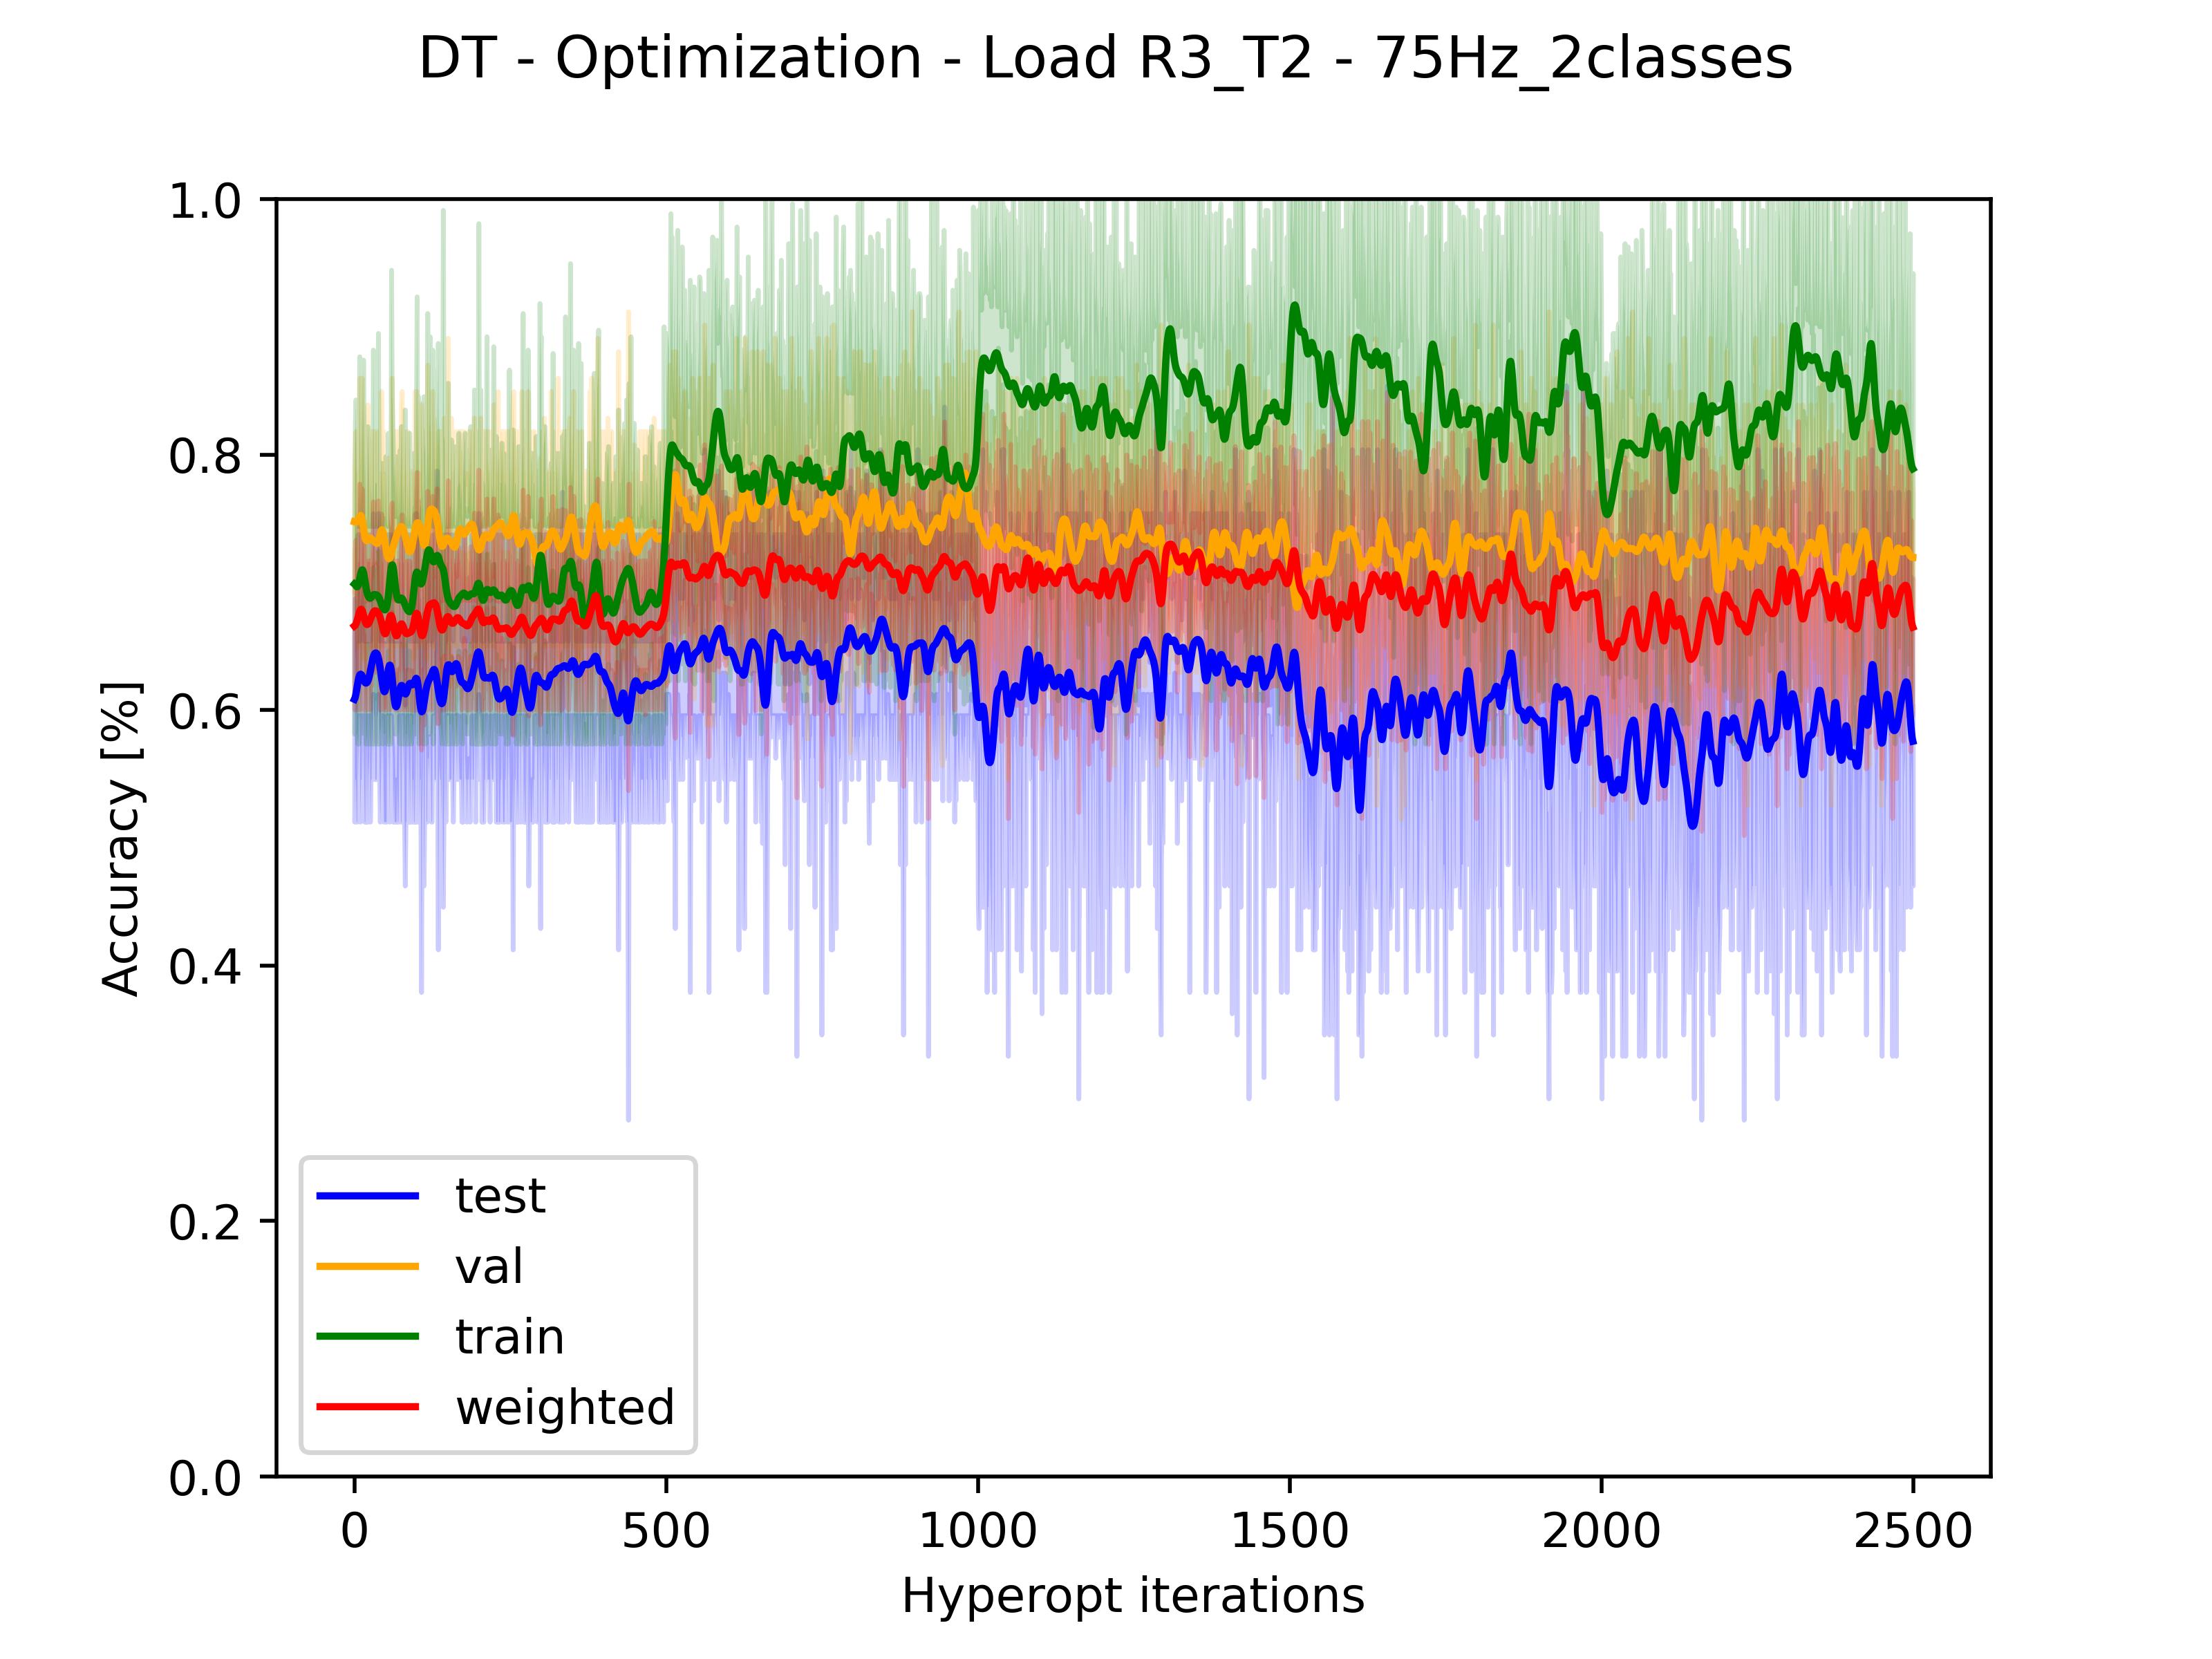 DT - Optimization - Load R3_T2 - 75Hz_2classes
1.0
0.8
0.6
0.4
0.2
0.0
Accuracy [%]
test
val
train
weighted
0 500 1000 1500 2000 2500
Hyperopt iterations